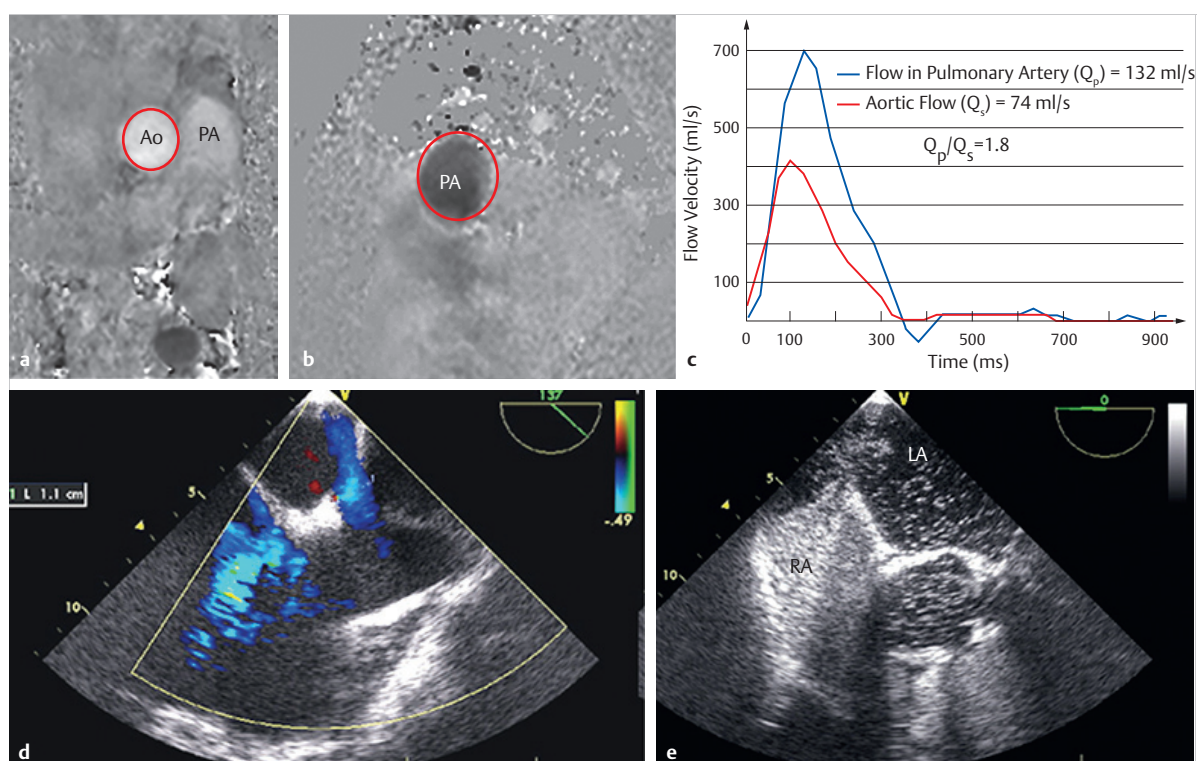 Ao
PA
a
PA
b
700
500
300
100
Flow Velocity (ml/s)
Flow in Pulmonary Artery (Qp) = 132 ml/s
Aortic Flow (Qs) = 74 ml/s
Qp/Qs=1.8
0 100 300 500 700 900
Time (ms)
c
V
137
1 L 1.1 cm
5
10
-.49
d
V
0
LA
5
RA
10
e